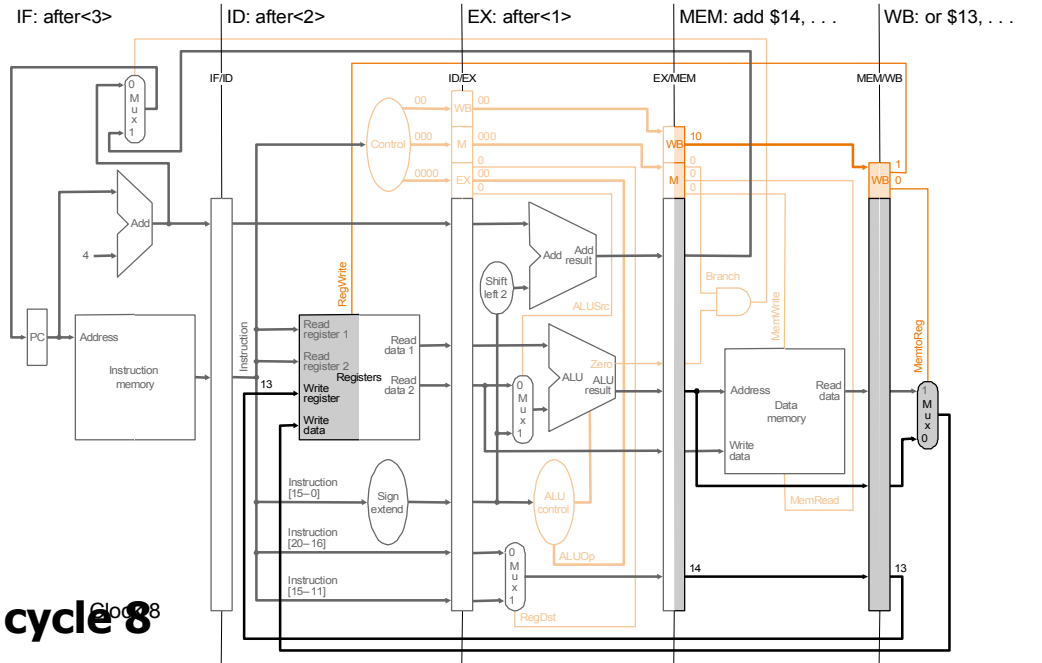 IF: after<3>
ID: after<2>
EX: after<1>
MEM: add $14, . . .
WB: or $13, . . .
IF/ID
ID/EX
EX/MEM
MEM/WB
0
M
u
x
1
Control
00
000
0000
WB
M
EX
00
000
0
00
0
WB
M
10
0
0
0
WB
1
0
Add
4
RegWrite
Shift
left 2
Add
Add
result
ALUSrc
Branch
MemWrite
MemtoReg
PC
Address
Instruction
memory
Instruction
Read
register 1
Read
register 2
Registers
Write
register
Write
data
Read
data 1
Read
data 2
13
0
M
u
x
1
Zero
ALU
ALU
result
Address
Data
memory
Read
data
Write
data
1
M
u
x
0
Instruction
[15–0]
Sign
extend
ALU
control
MemRead
Instruction
[20–16]
ALUOp
0
M
u
x
1
Instruction
[15–11]
RegDst
14
13
Clock 8
cycle 8